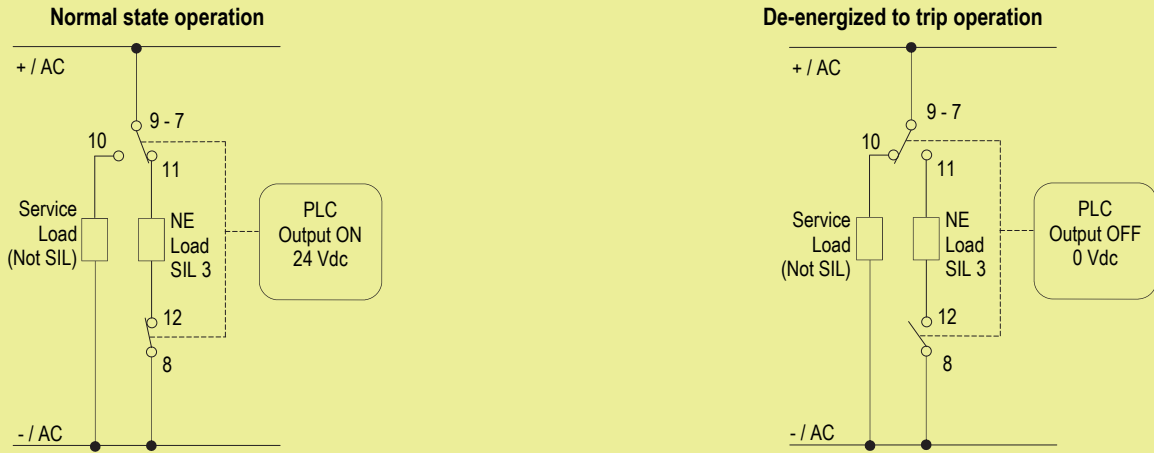 Normal state operation
+ / AC
9 - 7
10
11
Service
Load
(Not SIL)
NE
Load
SIL 3
PLC
Output ON
24 Vdc
12
8
- / AC
De-energized to trip operation
+ / AC
9 - 7
10
11
Service
Load
(Not SIL)
NE
Load
SIL 3
PLC
Output OFF
0 Vdc
12
8
- / AC